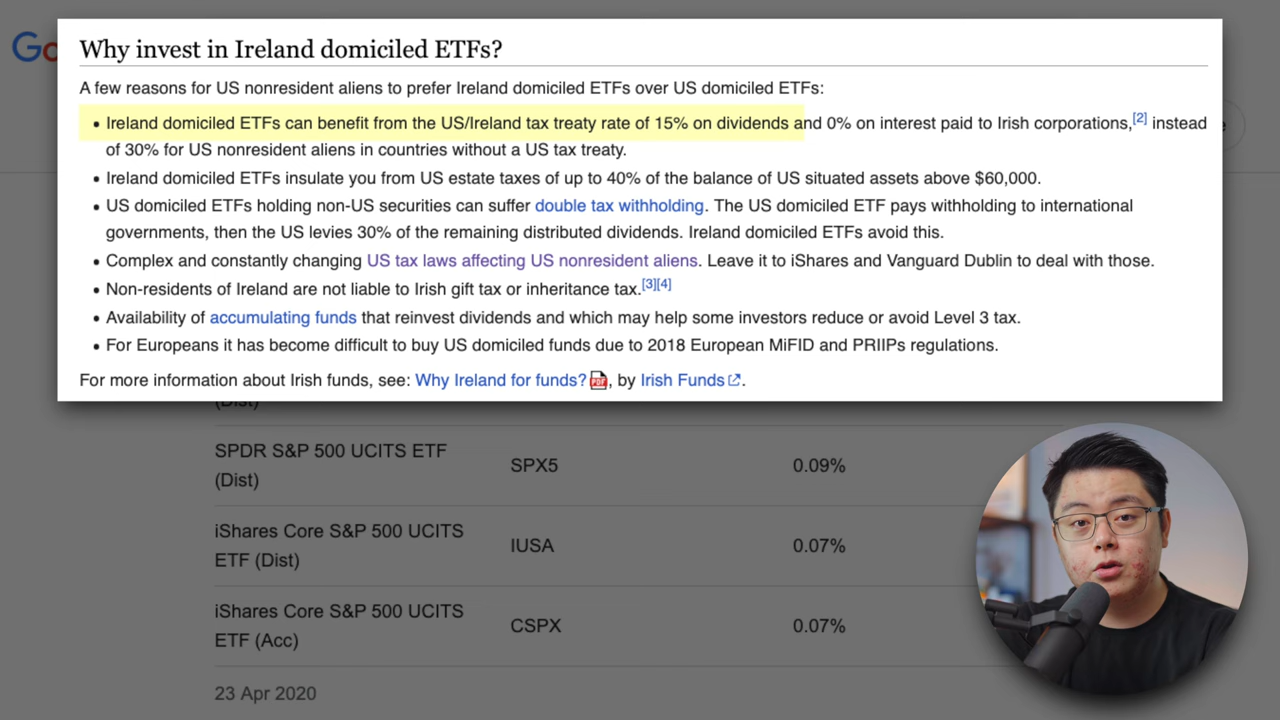 Go
Why invest in Ireland domiciled ETFs?
A few reasons for US nonresident aliens to prefer Ireland domiciled ETFs over US domiciled ETFs:
• Ireland domiciled ETFs can benefit from the US/Ireland tax treaty rate of 15% on dividends and 0% on interest paid to Irish corporations,[2] instead
of 30% for US nonresident aliens in countries without a US tax treaty.
• Ireland domiciled ETFs insulate you from US estate taxes of up to 40% of the balance of US situated assets above $60,000.
• US domiciled ETFs holding non-US securities can suffer double tax withholding. The US domiciled ETF pays withholding to international
governments, then the US levies 30% of the remaining distributed dividends. Ireland domiciled ETFs avoid this.
• Complex and constantly changing US tax laws affecting US nonresident aliens. Leave it to iShares and Vanguard Dublin to deal with those.
• Non-residents of Ireland are not liable to Irish gift tax or inheritance tax.[3][4]
• Availability of accumulating funds that reinvest dividends and which may help some investors reduce or avoid Level 3 tax.
• For Europeans it has become difficult to buy US domiciled funds due to 2018 European MiFID and PRIIPs regulations.
For more information about Irish funds, see: Why Ireland for funds? PDF, by Irish Funds.
(Dist)
SPDR S&P 500 UCITS ETF SPX5 0.09%
(Dist)
iShares Core S&P 500 UCITS IUSA 0.07%
ETF (Dist)
iShares Core S&P 500 UCITS CSPX 0.07%
ETF (Acc)
23 Apr 2020